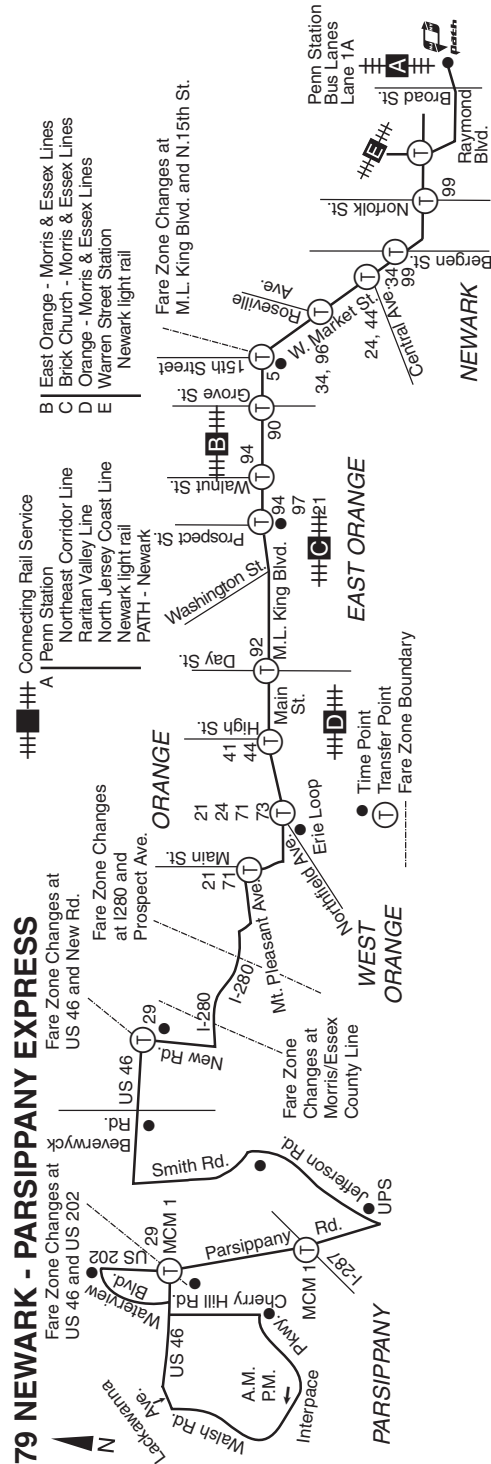 79 NEWARK - PARSIPPANY EXPRESS
N
Fare Zone Changes at
US 46 and US 202
Fare Zone Changes at
US 46 and New Rd.
Fare Zone Changes
at I280 and
Prospect Ave.
Fare Zone
Changes at
Morris/Essex
County Line
Fare Zone Changes at
M.L. King Blvd. and N.15th St.
Connecting Rail Service
A Penn Station
Northeast Corridor Line
Raritan Valley Line
North Jersey Coast Line
Newark light rail
PATH - Newark
B East Orange - Morris & Essex Lines
C Brick Church - Morris & Essex Lines
D Orange - Morris & Essex Lines
E Warren Street Station
Newark light rail
Lackawanna
Ave.
Walsh Rd.
A.M.
P.M.
Interpace
Pkwy.
Cherry Hill Rd.
US 46
Waterview
Blvd.
US 202
29
MCM 1
T
Parsippany
Rd.
MCM 1
T
I-287
UPS
Jefferson Rd.
Smith Rd.
PARSIPPANY
Beverwyck
Rd.
US 46
T
29
New Rd.
I-280
I-280
Mt. Pleasant Ave.
Main St.
21
71
T
WEST
ORANGE
Northfield Ave.
Erie Loop
21
24
71
73
T
ORANGE
High St.
41
44
T
Main
St.
D
Day St.
92
T
M.L. King Blvd.
Washington St.
Prospect St.
T
94
97
21
C
EAST ORANGE
Walnut St.
T
94
B
Grove St.
T
90
15th Street
T
5
Roseville
Ave.
T
W. Market St.
34, 96
T
24, 44
Central Ave.
T
34
99
Bergen St.
Norfolk St.
T
99
E
T
Broad St.
Raymond
Blvd.
Penn Station
Bus Lanes
Lane 1A
A
path
NEWARK
Time Point
T Transfer Point
Fare Zone Boundary